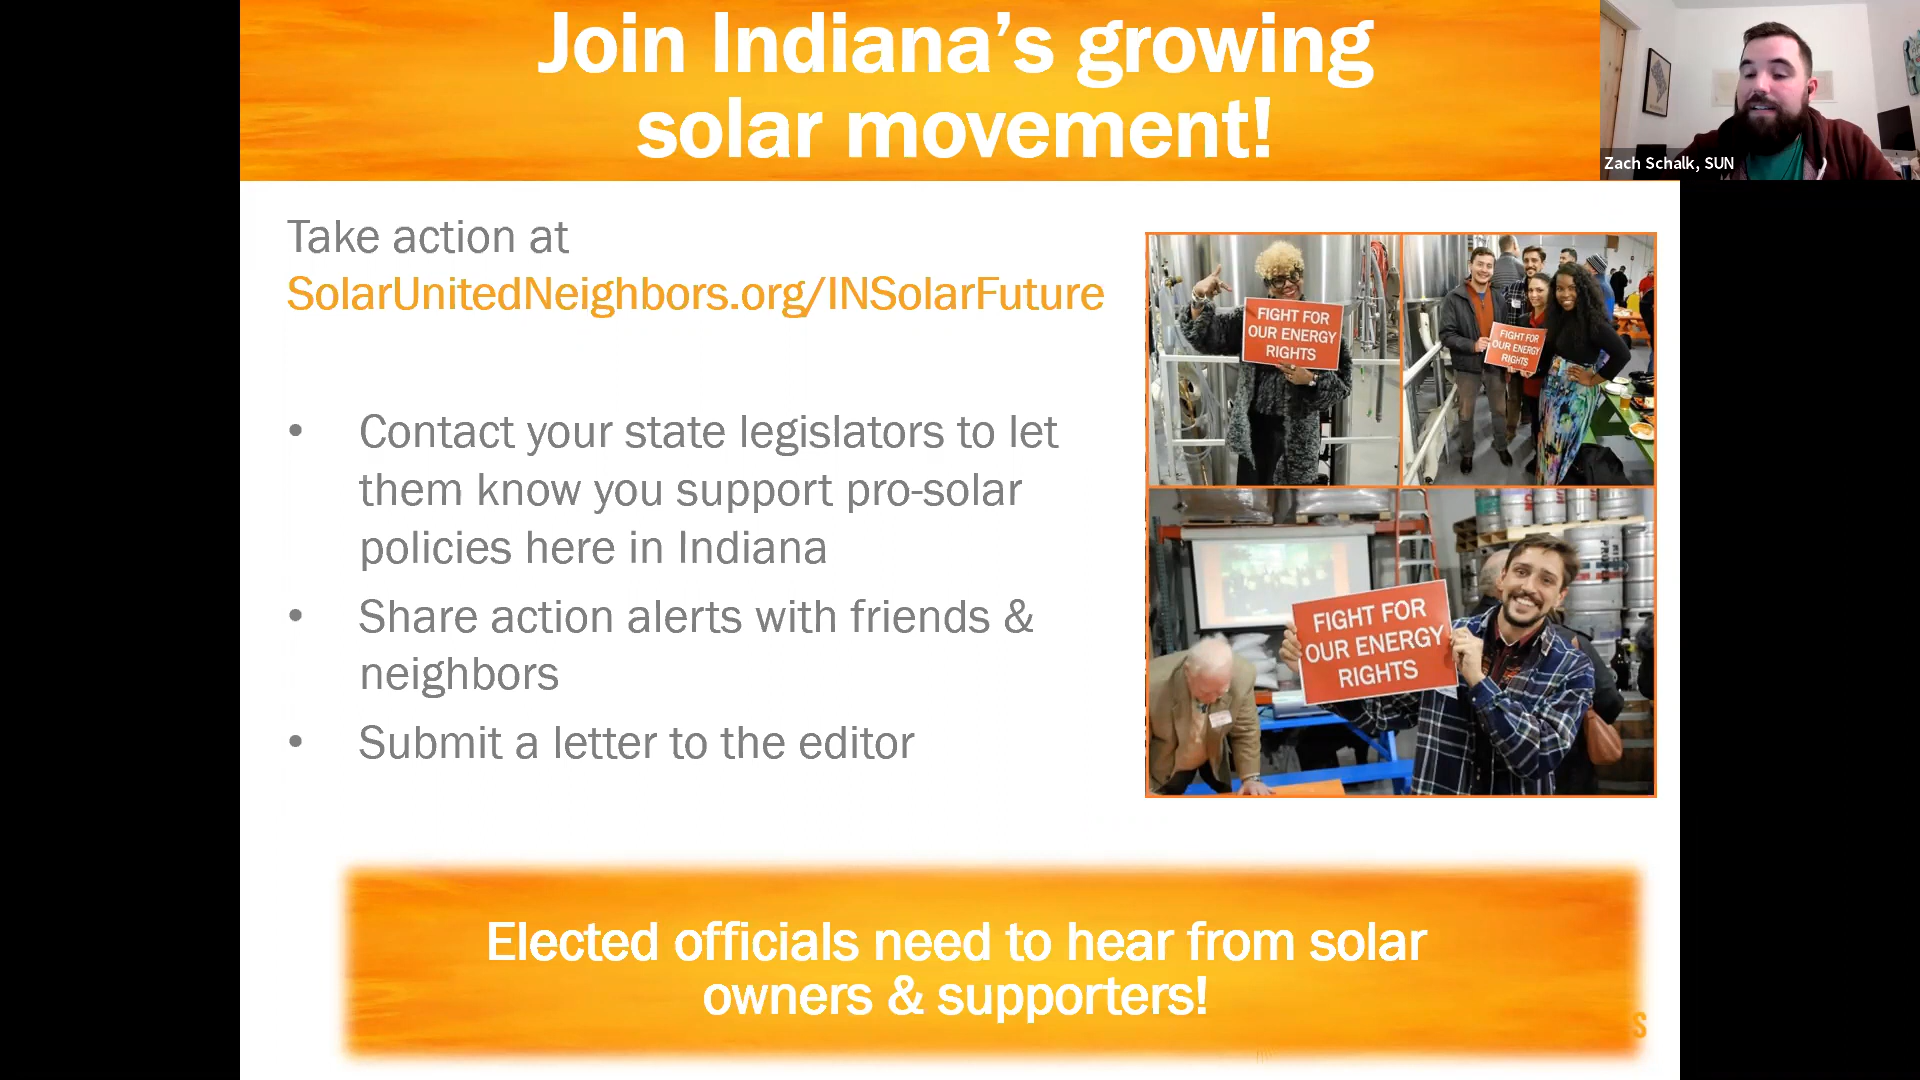 Join Indiana’s growing
solar movement!
Zach Schalk, SUN
Take action at
SolarUnitedNeighbors.org/INSolarFuture
• Contact your state legislators to let
them know you support pro-solar
policies here in Indiana
• Share action alerts with friends &
neighbors
• Submit a letter to the editor
FIGHT FOR
OUR ENERGY
RIGHTS
FIGHT FOR
OUR ENERGY
RIGHTS
FIGHT FOR
OUR ENERGY
RIGHTS
Elected officials need to hear from solar
owners & supporters!
S